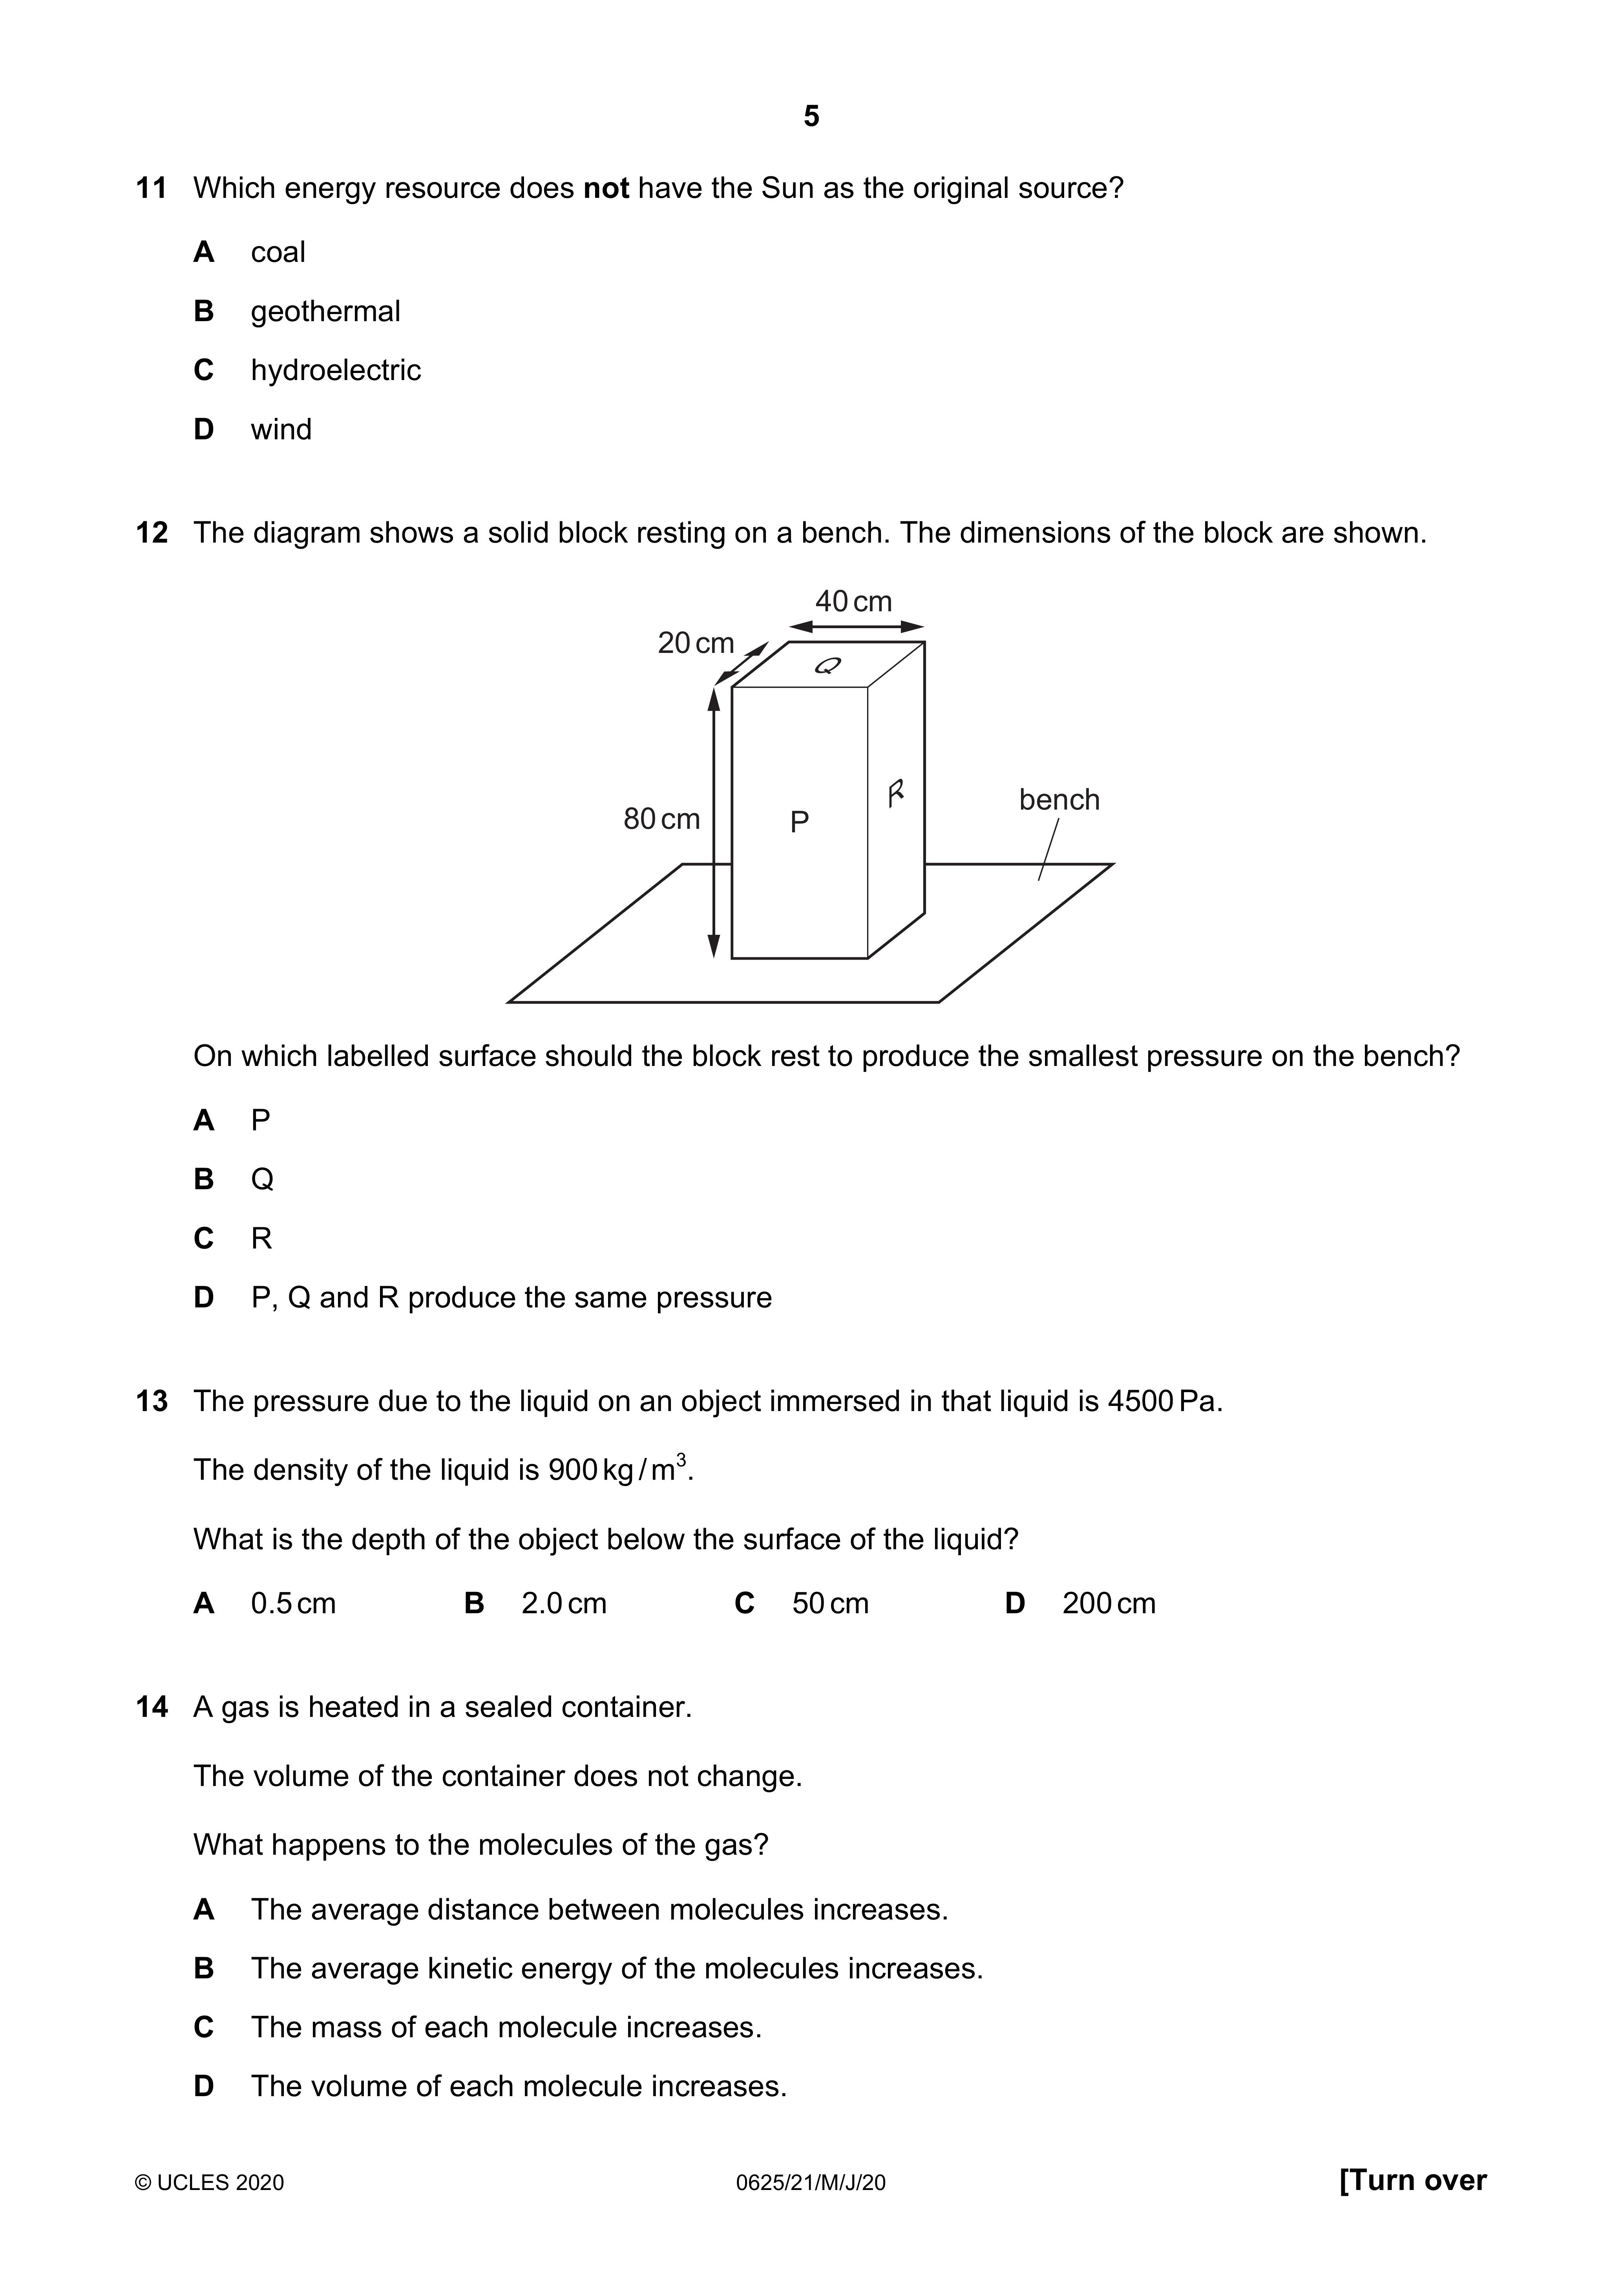 5
11 Which energy resource does not have the Sun as the original source?
A coal
B geothermal
C hydroelectric
D wind
12 The diagram shows a solid block resting on a bench. The dimensions of the block are shown.
40 cm
20 cm
Q
80 cm
P
R
bench
On which labelled surface should the block rest to produce the smallest pressure on the bench?
A P
B Q
C R
D P, Q and R produce the same pressure
13 The pressure due to the liquid on an object immersed in that liquid is 4500 Pa.
The density of the liquid is 900 kg / m³.
What is the depth of the object below the surface of the liquid?
A 0.5 cm B 2.0 cm C 50 cm D 200 cm
14 A gas is heated in a sealed container.
The volume of the container does not change.
What happens to the molecules of the gas?
A The average distance between molecules increases.
B The average kinetic energy of the molecules increases.
C The mass of each molecule increases.
D The volume of each molecule increases.
© UCLES 2020 0625/21/M/J/20 [Turn over